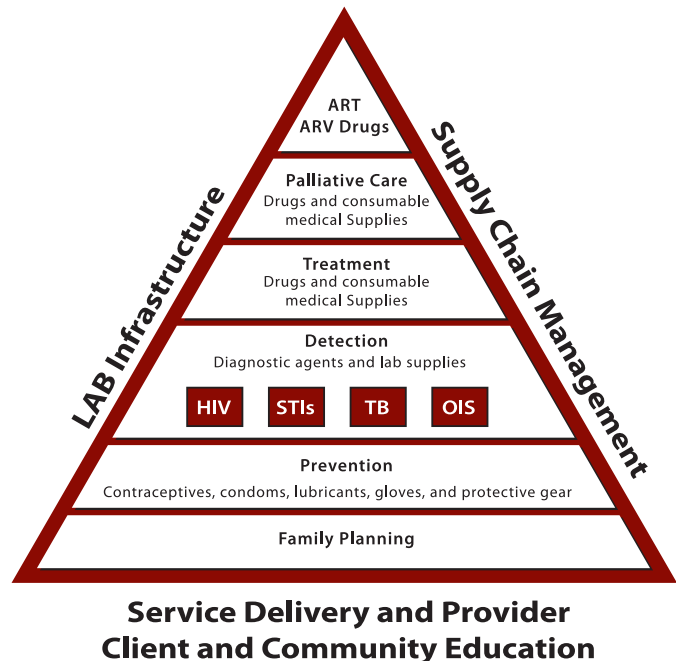 ART
ARV Drugs
Palliative Care
Drugs and consumable
medical Supplies
Treatment
Drugs and consumable
medical Supplies
Detection
Diagnostic agents and lab supplies
HIV STIs TB OIS
Prevention
Contraceptives, condoms, lubricants, gloves, and protective gear
Family Planning
LAB Infrastructure
Supply Chain Management
Service Delivery and Provider
Client and Community Education